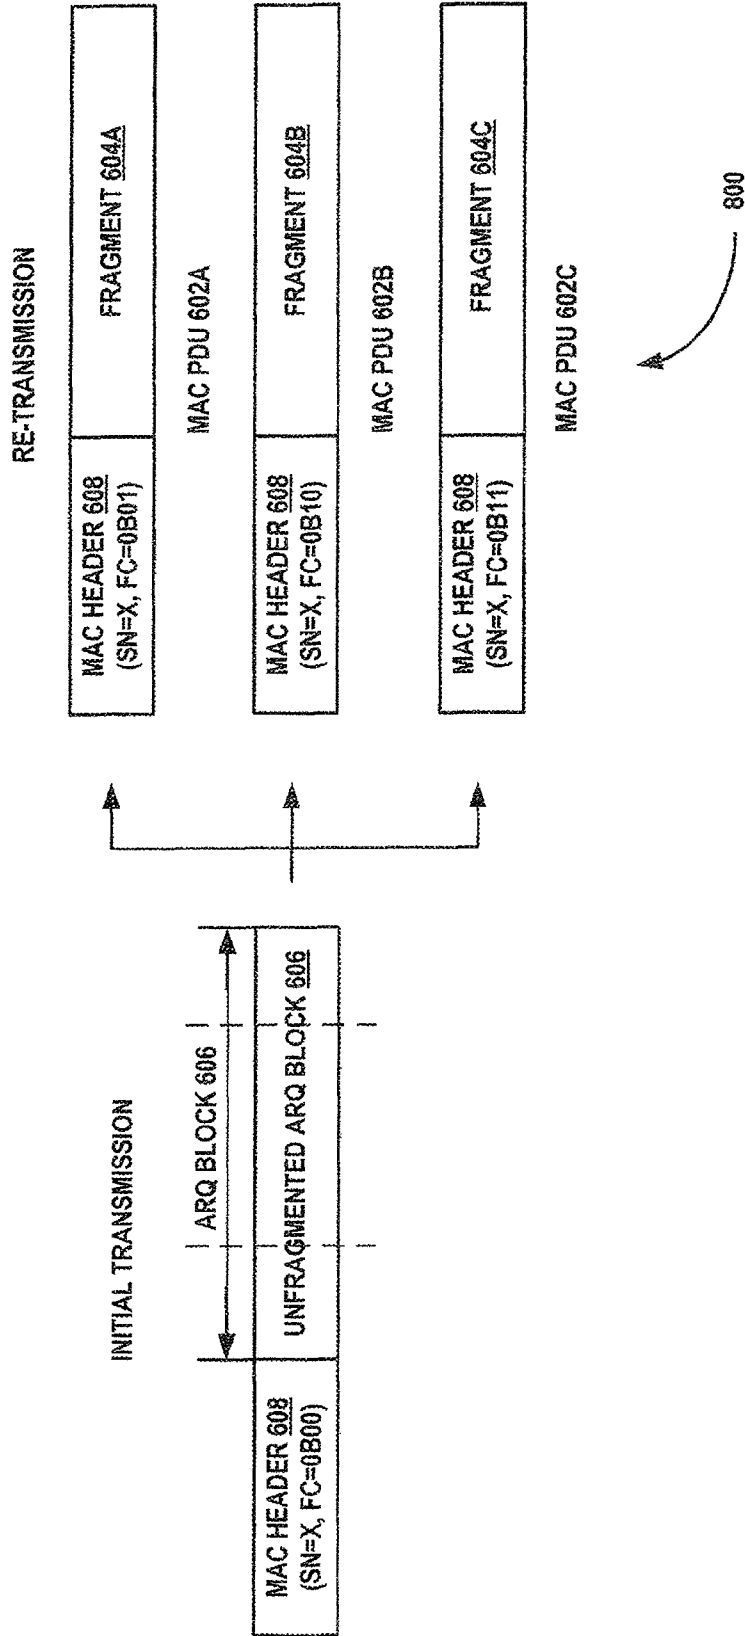 INITIAL TRANSMISSION
ARQ BLOCK 606
MAC HEADER 608
(SN=X, FC=0B00)
UNFRAGMENTED ARQ BLOCK 606
RE-TRANSMISSION
MAC HEADER 608
(SN=X, FC=0B01)
FRAGMENT 604A
MAC PDU 602A
MAC HEADER 608
(SN=X, FC=0B10)
FRAGMENT 604B
MAC PDU 602B
MAC HEADER 608
(SN=X, FC=0B11)
FRAGMENT 604C
MAC PDU 602C
800